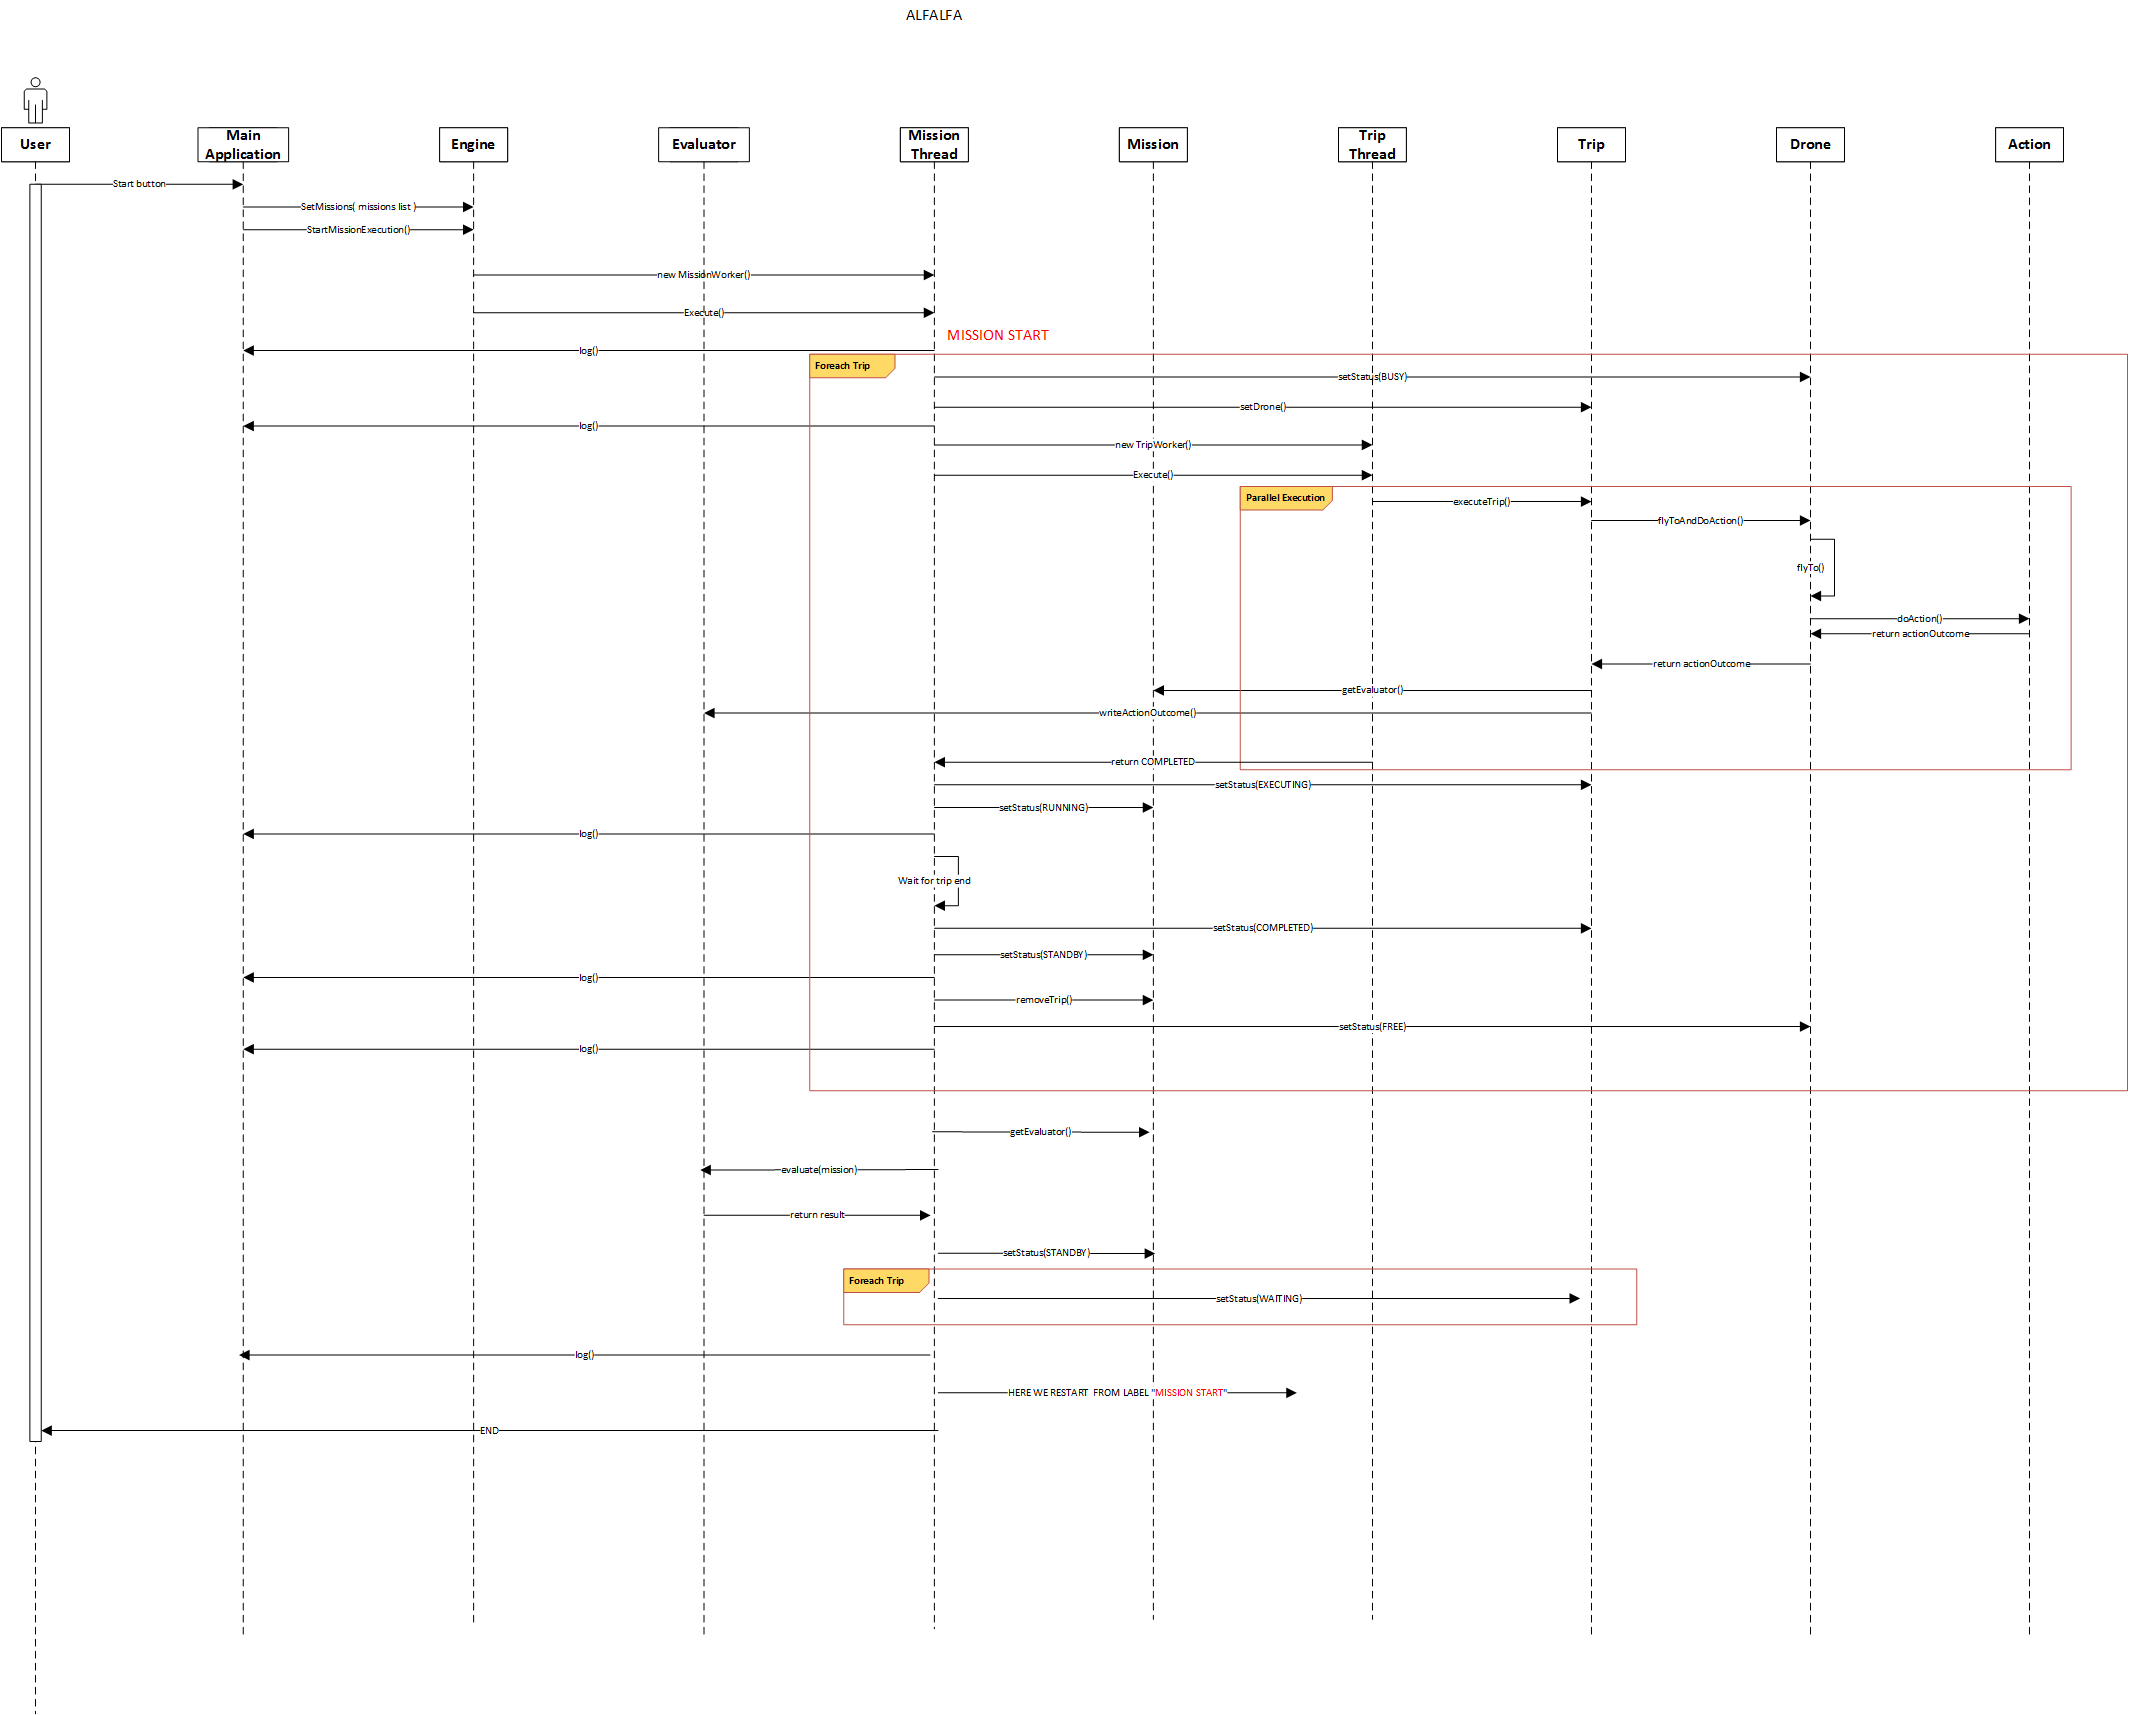 ALFALFA
User
Main
Application
Engine
Evaluator
Mission
Thread
Mission
Trip
Thread
Trip
Drone
Action
Start button
SetMissions( missions list )
StartMissionExecution()
new MissionWorker()
Execute()
MISSION START
log()
Foreach Trip
setStatus(BUSY)
setDrone()
log()
new TripWorker()
Execute()
Parallel Execution
executeTrip()
flyToAndDoAction()
flyTo()
doAction()
return actionOutcome
return actionOutcome
getEvaluator()
writeActionOutcome()
return COMPLETED
setStatus(EXECUTING)
setStatus(RUNNING)
log()
Wait for trip end
setStatus(COMPLETED)
setStatus(STANDBY)
log()
removeTrip()
setStatus(FREE)
log()
getEvaluator()
evaluate(mission)
return result
setStatus(STANDBY)
Foreach Trip
setStatus(WAITING)
log()
HERE WE RESTART FROM LABEL "MISSION START"
END